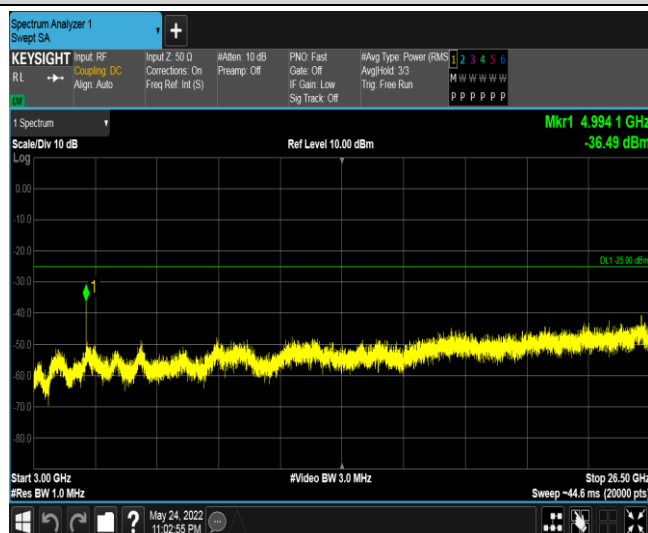 Spectrum Analyzer 1
Swept SA
+
KEYSIGHT Input: RF Input Z: 50 Ω #Atten: 10 dB PNO: Fast #Avg Type: Power (RMS 1 2 3 4 5 6
RL Coupling: DC Corrections: On Preamp: Off Gate: Off Avg|Hold: 3/3 M W W W W W
Align: Auto Freq Ref: Int (S) IF Gain: Low Trig: Free Run P P P P P P
Sig Track: Off
1 Spectrum Mkr1 4.994 1 GHz
Scale/Div 10 dB Ref Level 10.00 dBm -36.49 dBm
Log
0.00
-10.0
-20.0
DL1 -25.00 dBm
-30.0
1
-40.0
-50.0
-60.0
-70.0
-80.0
Start 3.00 GHz #Video BW 3.0 MHz Stop 26.50 GHz
#Res BW 1.0 MHz Sweep ~44.6 ms (20000 pts)
? May 24, 2022
11:02:55 PM